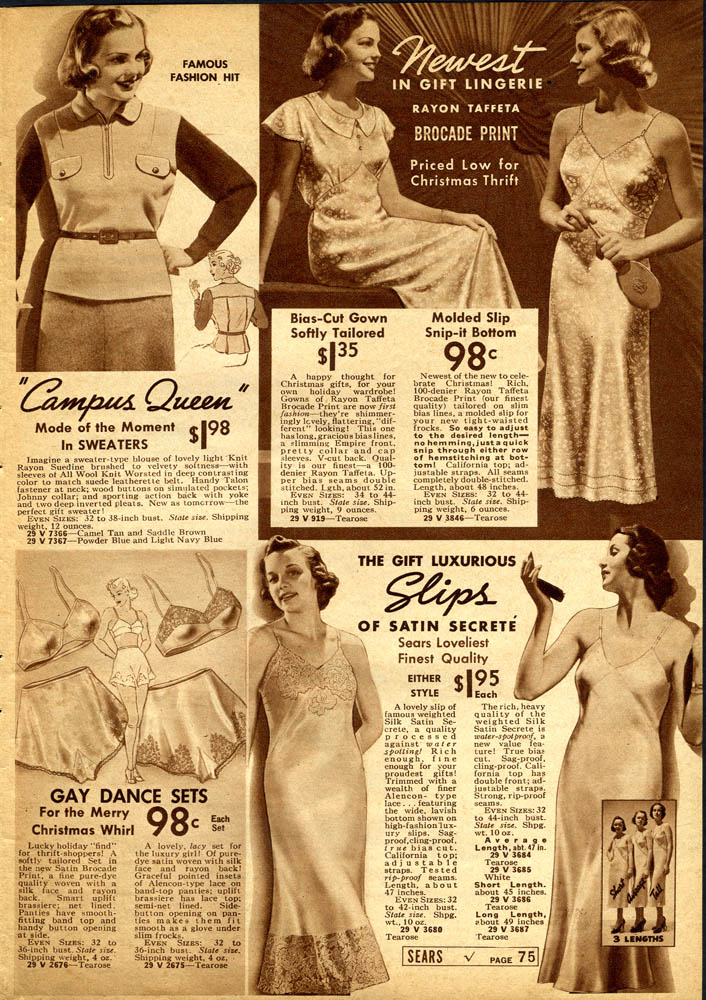 FAMOUS
FASHION HIT
Newest
IN GIFT LINGERIE
RAYON TAFFETA
BROCADE PRINT
Priced Low for
Christmas Thrift
"Campus Queen"
Mode of the Moment
In SWEATERS
$1.98
Imagine a sweater-type blouse of lovely light Knit
Rayon Suedine brushed to velvety softness—with
sleeves of All Wool Knit Worsted in deep contrasting
color to match suede leatherette belt. Handy Talon
fastener at neck; wood buttons on simulated pockets;
Johnny collar; and sporting action back with yoke
and two deep inverted pleats. New as tomorrow—the
perfect gift sweater!
EVEN SIZES: 32 to 38-inch bust. State size. Shipping
weight, 12 ounces.
29 V 7366—Camel Tan and Saddle Brown
29 V 7367—Powder Blue and Light Navy Blue
Bias-Cut Gown
Softly Tailored
$1.35
A happy thought for
Christmas gifts, for your
own holiday wardrobe!
Gowns of Rayon Taffeta
Brocade Print are now first
fashion—they're shimmer-
ingly lovely, flattering, "dif-
ferent" looking! This one
has long, gracious bias lines,
a slimming Empire front,
pretty collar and cap
sleeves. V-cut back. Qual-
ity is our finest—a 100-
denier Rayon Taffeta. Up-
per bias seams double
stitched. Lgth., about 52 in.
EVEN SIZES: 34 to 44-
inch bust. State size. Ship-
ping weight, 9 ounces.
29 V 919—Tearose
Molded Slip
Snip-it Bottom
98c
Newest of the new to cele-
brate Christmas! Rich,
100-denier Rayon Taffeta
Brocade Print (our finest
quality) tailored on slim
bias lines, a molded slip for
your new tight-waisted
frocks. So easy to adjust
to the desired length—
no hemming, just a quick
snip through either row
of hemstitching at bot-
tom! California top; ad-
justable straps. All seams
completely double-stitched.
Length, about 48 inches.
EVEN SIZES: 32 to 44-
inch bust. State size. Ship-
ping weight, 6 ounces.
29 V 3846—Tearose
GAY DANCE SETS
For the Merry
Christmas Whirl
98c Each
Set
Lucky holiday "find"
for thrift-shoppers! A
softly tailored Set in
the new Satin Brocade
Print, a fine pure-dye
quality woven with a
silk face and rayon
back. Smart uplift
brassiere; net lined.
Panties have smooth-
fitting band top and
handy button opening
at side.
EVEN SIZES: 32 to
36-inch bust. State size.
Shipping weight, 4 oz.
29 V 2676—Tearose
A lovely, lacy set for
the luxury girl! Of pure-
dye satin woven with silk
face and rayon back!
Graceful pointed insets
of Alencon-type lace on
band-top panties; uplift
brassiere has lace top;
semi-net lined. Side-
button opening on pan-
ties makes them fit
smooth as a glove under
slim frocks.
EVEN SIZES: 32 to
36-inch bust. State size.
Shipping weight, 4 oz.
29 V 2675—Tearose
THE GIFT LUXURIOUS
Slips
OF SATIN SECRETÉ
Sears Loveliest
Finest Quality
EITHER
STYLE
$1.95
Each
A lovely slip of
famous weighted
Silk Satin Se-
crete, a quality
processed
against water
spotting! Rich
enough, fine
enough for your
proudest gifts!
Trimmed with a
wealth of finer
Alencon-type
lace . . . featuring
the wide, lavish
bottom shown on
high-fashion lux-
ury slips. Sag-
proof, cling-proof,
true bias cut.
California top;
adjustable
straps. Tested
rip-proof seams.
Length, about
47 inches.
EVEN SIZES: 32
to 42-inch bust.
State size. Shpg.
wt., 10 oz.
29 V 3680
Tearose
The rich, heavy
quality of the
weighted Silk
Satin Secrete is
water-spotproof, a
new value fea-
ture! True bias
cut. Sag-proof,
cling-proof. Cali-
fornia top has
double front; ad-
justable straps.
Strong, rip-proof
seams.
EVEN SIZES: 32
to 44-inch bust.
State size. Shpg.
wt. 10 oz.
Average
Length, abt. 47 in.
29 V 3684
Tearose
29 V 3685
White
Short Length.
about 45 inches.
29 V 3686
Tearose
Long Length,
about 49 inches
29 V 3687
Tearose
Short
Average
Tall
3 LENGTHS
SEARS ✓ PAGE 75